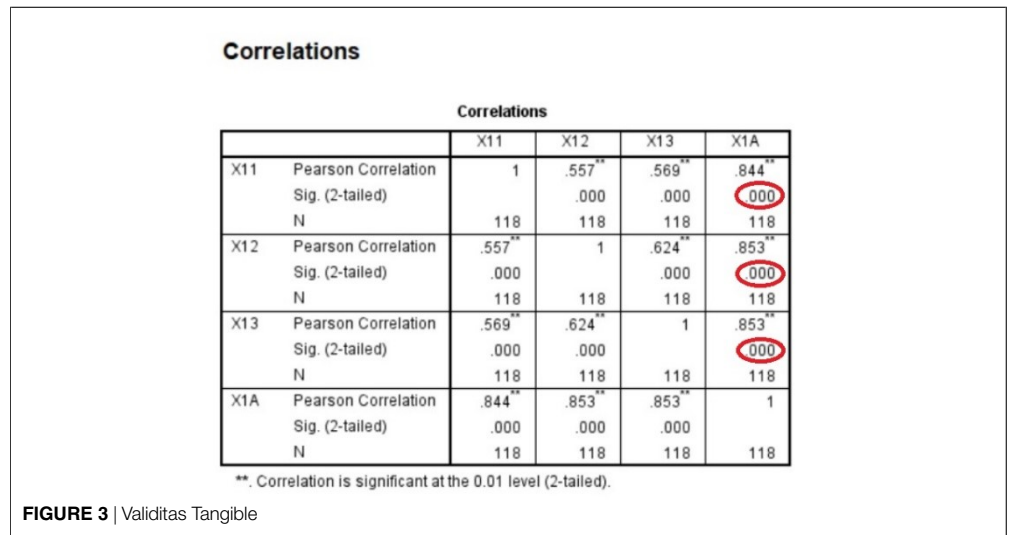 Correlations
Correlations
X11 X12 X13 X1A
X11 Pearson Correlation 1 .557** .569** .844**
Sig. (2-tailed) .000 .000 .000
N 118 118 118 118
X12 Pearson Correlation .557** 1 .624** .853**
Sig. (2-tailed) .000 .000 .000
N 118 118 118 118
X13 Pearson Correlation .569** .624** 1 .853**
Sig. (2-tailed) .000 .000 .000
N 118 118 118 118
X1A Pearson Correlation .844** .853** .853** 1
Sig. (2-tailed) .000 .000 .000
N 118 118 118 118
**. Correlation is significant at the 0.01 level (2-tailed).
FIGURE 3 | Validitas Tangible